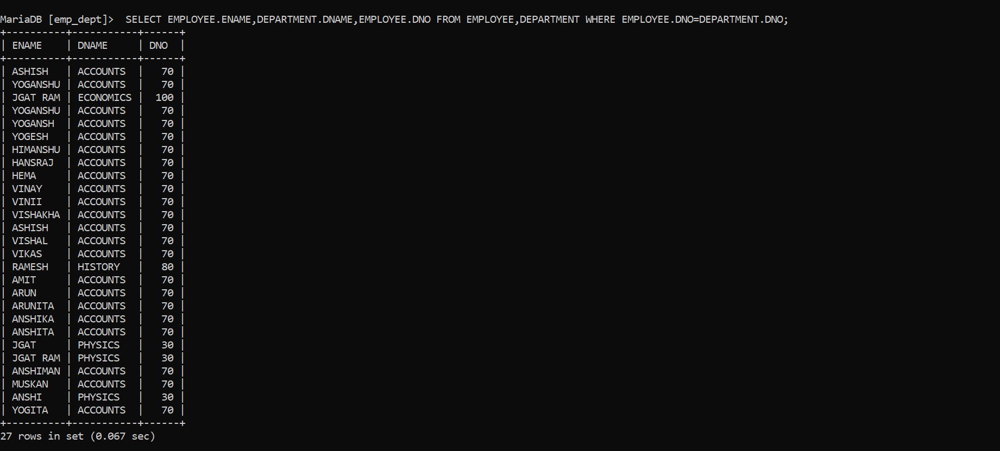 MariaDB [emp_dept]>  SELECT EMPLOYEE.ENAME,DEPARTMENT.DNAME,EMPLOYEE.DNO FROM EMPLOYEE,DEPARTMENT WHERE EMPLOYEE.DNO=DEPARTMENT.DNO;
+----------+-----------+------+
| ENAME    | DNAME     | DNO  |
+----------+-----------+------+
| ASHISH   | ACCOUNTS  |   70 |
| YOGANSHU | ACCOUNTS  |   70 |
| JGAT RAM | ECONOMICS |  100 |
| YOGANSHU | ACCOUNTS  |   70 |
| YOGANSH  | ACCOUNTS  |   70 |
| YOGESH   | ACCOUNTS  |   70 |
| HIMANSHU | ACCOUNTS  |   70 |
| HANSRAJ  | ACCOUNTS  |   70 |
| HEMA     | ACCOUNTS  |   70 |
| VINAY    | ACCOUNTS  |   70 |
| VINII    | ACCOUNTS  |   70 |
| VISHAKHA | ACCOUNTS  |   70 |
| ASHISH   | ACCOUNTS  |   70 |
| VISHAL   | ACCOUNTS  |   70 |
| VIKAS    | ACCOUNTS  |   70 |
| RAMESH   | HISTORY   |   80 |
| AMIT     | ACCOUNTS  |   70 |
| ARUN     | ACCOUNTS  |   70 |
| ARUNITA  | ACCOUNTS  |   70 |
| ANSHIKA  | ACCOUNTS  |   70 |
| ANSHITA  | ACCOUNTS  |   70 |
| JGAT     | PHYSICS   |   30 |
| JGAT RAM | PHYSICS   |   30 |
| ANSHIMAN | ACCOUNTS  |   70 |
| MUSKAN   | ACCOUNTS  |   70 |
| ANSHI    | PHYSICS   |   30 |
| YOGITA   | ACCOUNTS  |   70 |
+----------+-----------+------+
27 rows in set (0.067 sec)